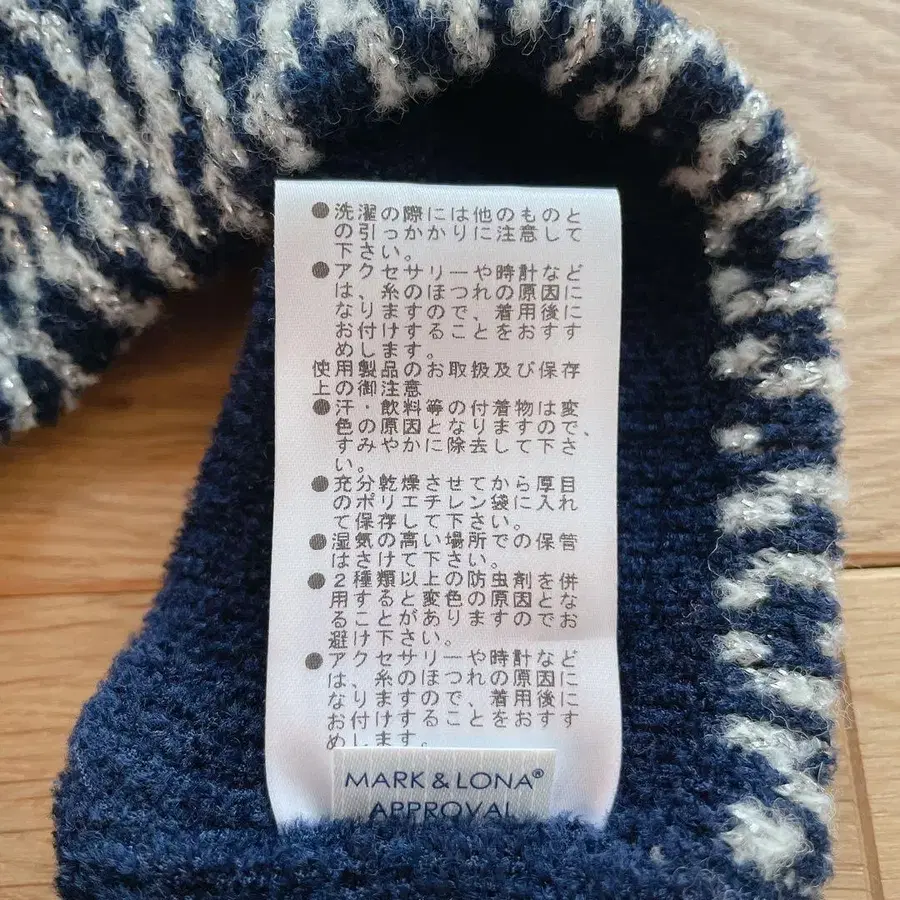 ●洗濯の際には他のものと
の引っかかりに注意して
下さい。
●アクセサリーや時計など
は、糸のほつれの原因に
なりますので、着用後に
お付けすることをおすす
めします。
使用製品のお取扱及び保存
上の御注意
●汗・飲料等の付着物は変
色の原因となりますので、
すみやかに除去して下さ
い。
●充分乾燥させてから厚目
のポリエチレン袋に入れ
て保存して下さい。
●湿気の高い場所での保管
はさけて下さい。
●2種類以上の防虫剤を併
用すると変色の原因とな
ることがありますのでお
避け下さい。
●アクセサリーや時計など
は、糸のほつれの原因に
なりますので、着用後に
お付けすることをおすす
めします。
MARK & LONA®
APPROVAL